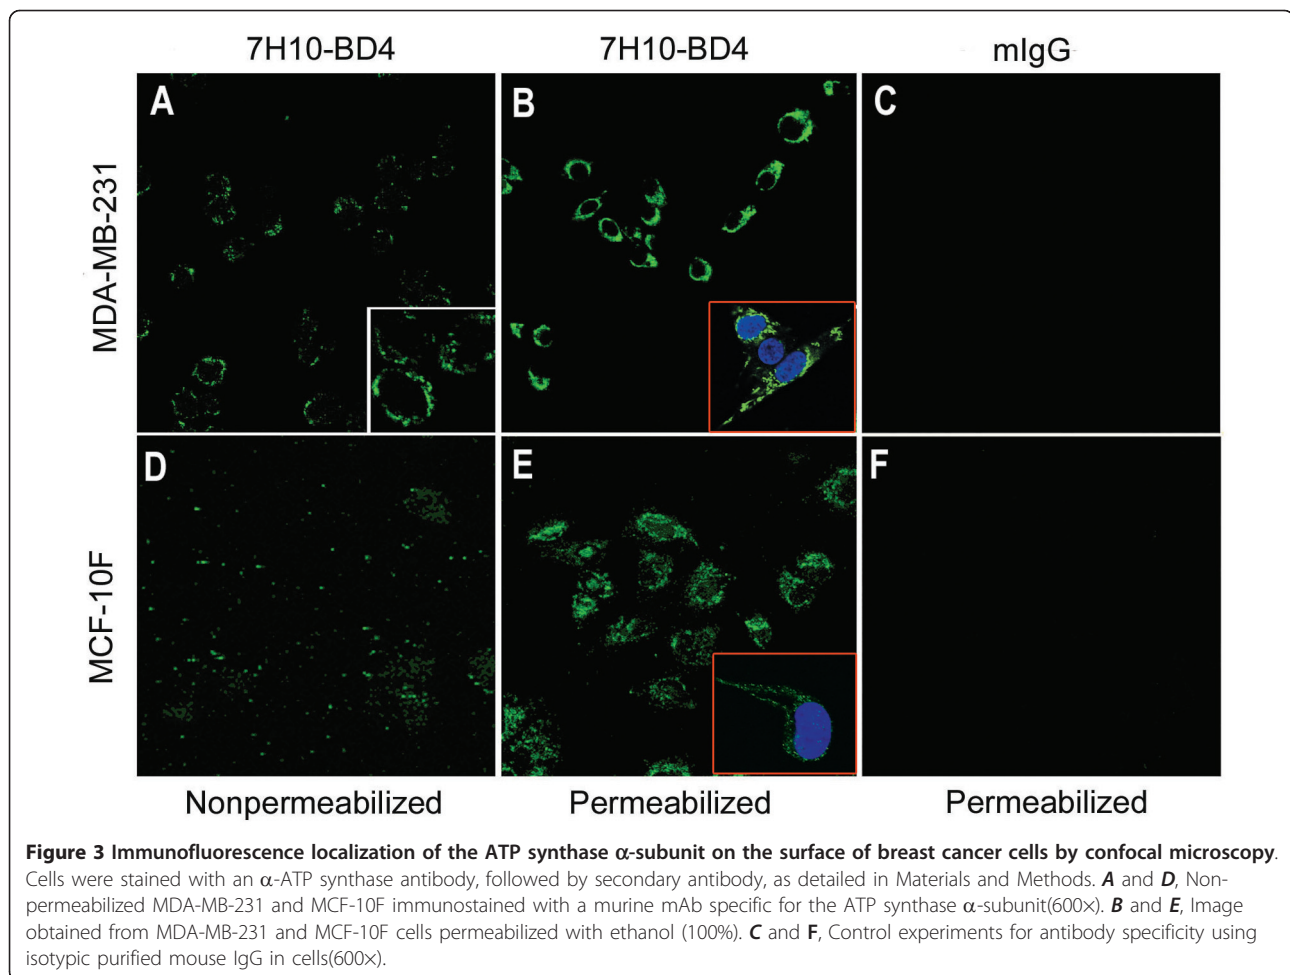 7H10-BD4
7H10-BD4
mIgG
MDA-MB-231
A
B
C
MCF-10F
D
E
F
Nonpermeabilized
Permeabilized
Permeabilized
Figure 3 Immunofluorescence localization of the ATP synthase α-subunit on the surface of breast cancer cells by confocal microscopy.
Cells were stained with an α-ATP synthase antibody, followed by secondary antibody, as detailed in Materials and Methods. A and D, Non-
permeabilized MDA-MB-231 and MCF-10F immunostained with a murine mAb specific for the ATP synthase α-subunit(600×). B and E, Image
obtained from MDA-MB-231 and MCF-10F cells permeabilized with ethanol (100%). C and F, Control experiments for antibody specificity using
isotypic purified mouse IgG in cells(600×).